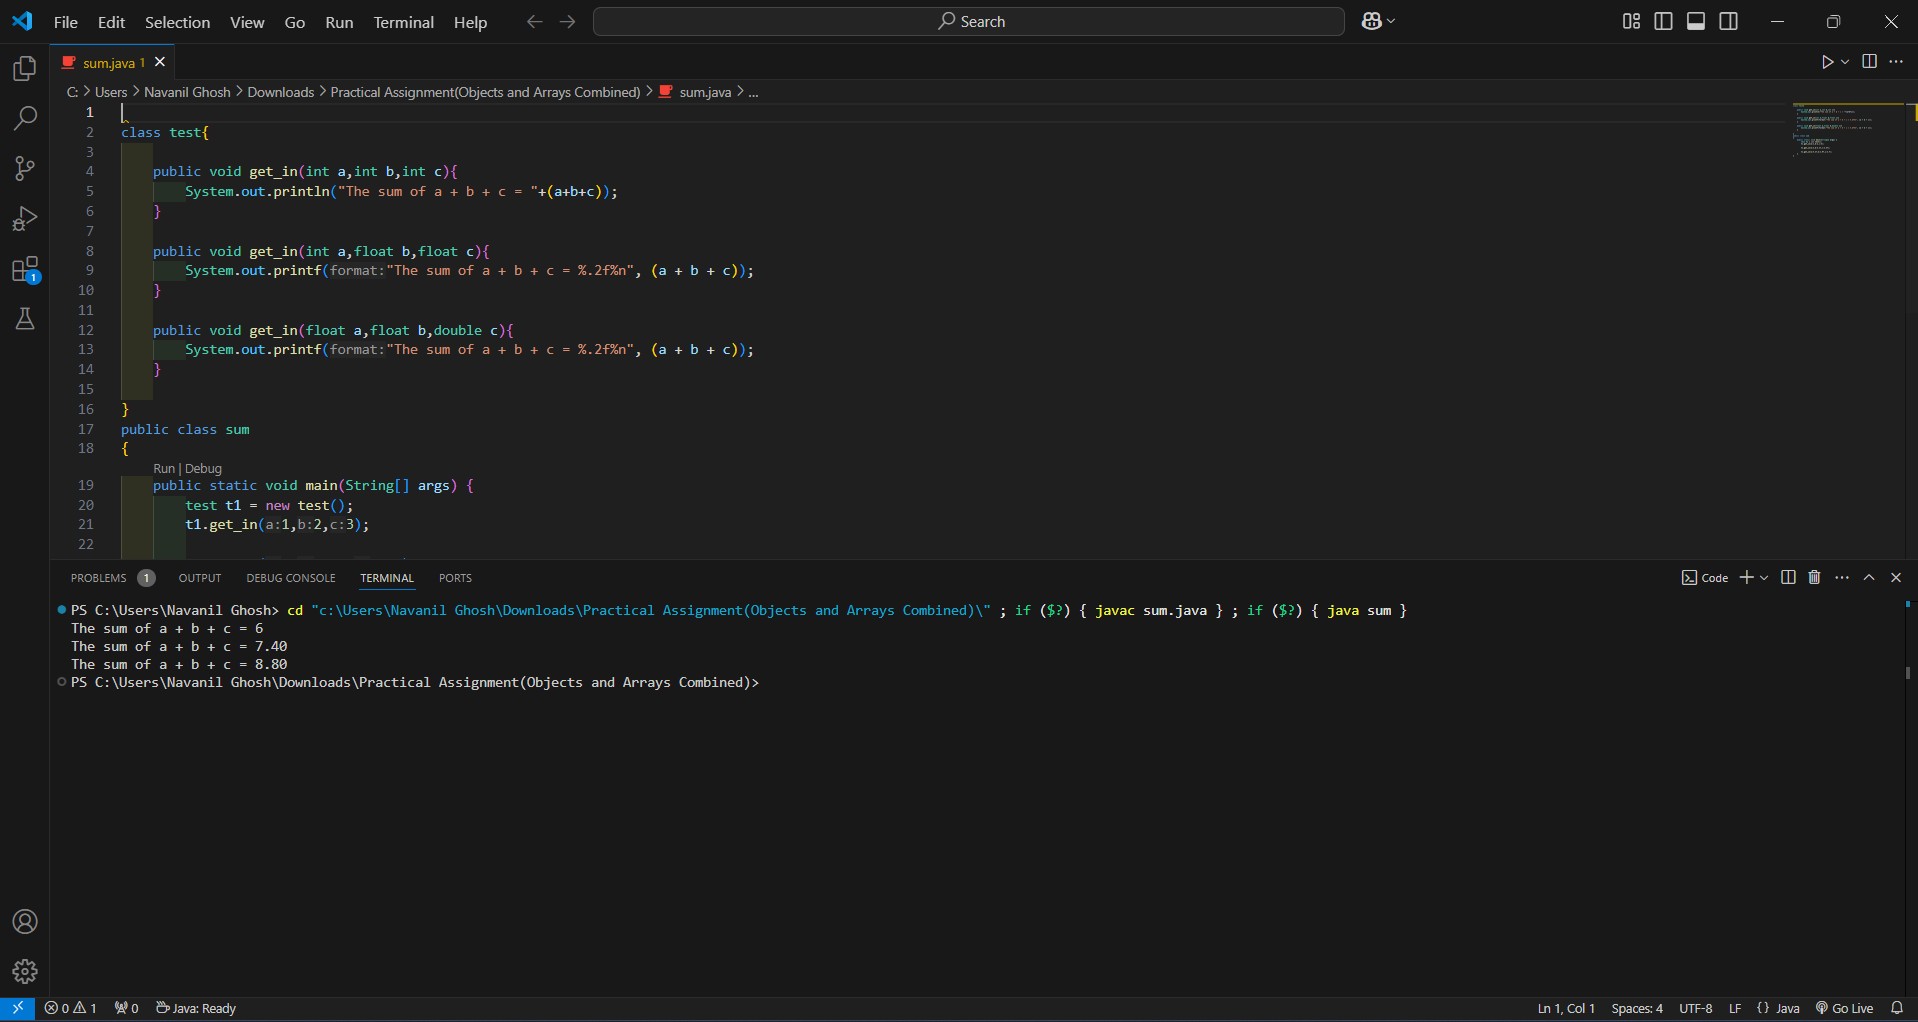 File Edit Selection View Go Run Terminal Help Search
sum.java 1
C: > Users > Navanil Ghosh > Downloads > Practical Assignment(Objects and Arrays Combined) > sum.java > ...
1
2 class test{
3
4 public void get_in(int a,int b,int c){
5 System.out.println("The sum of a + b + c = "+(a+b+c));
6 }
7
8 public void get_in(int a,float b,float c){
9 System.out.printf(format:"The sum of a + b + c = %.2f%n", (a + b + c));
10 }
11
12 public void get_in(float a,float b,double c){
13 System.out.printf(format:"The sum of a + b + c = %.2f%n", (a + b + c));
14 }
15
16 }
17 public class sum
18 {
Run | Debug
19 public static void main(String[] args) {
20 test t1 = new test();
21 t1.get_in(a:1,b:2,c:3);
22
PROBLEMS 1 OUTPUT DEBUG CONSOLE TERMINAL PORTS Code
PS C:\Users\Navanil Ghosh> cd "c:\Users\Navanil Ghosh\Downloads\Practical Assignment(Objects and Arrays Combined)\" ; if ($?) { javac sum.java } ; if ($?) { java sum }
The sum of a + b + c = 6
The sum of a + b + c = 7.40
The sum of a + b + c = 8.80
PS C:\Users\Navanil Ghosh\Downloads\Practical Assignment(Objects and Arrays Combined)>
1
0 1 0 Java: Ready Ln 1, Col 1 Spaces: 4 UTF-8 LF {} Java Go Live